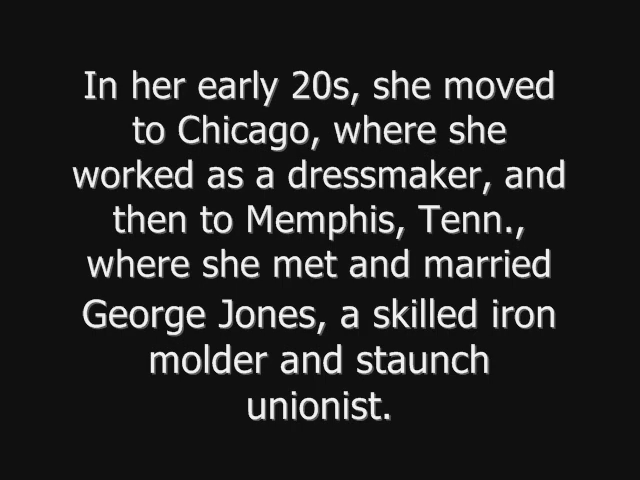 In her early 20s, she moved
to Chicago, where she
worked as a dressmaker, and
then to Memphis, Tenn.,
where she met and married
George Jones, a skilled iron
molder and staunch
unionist.